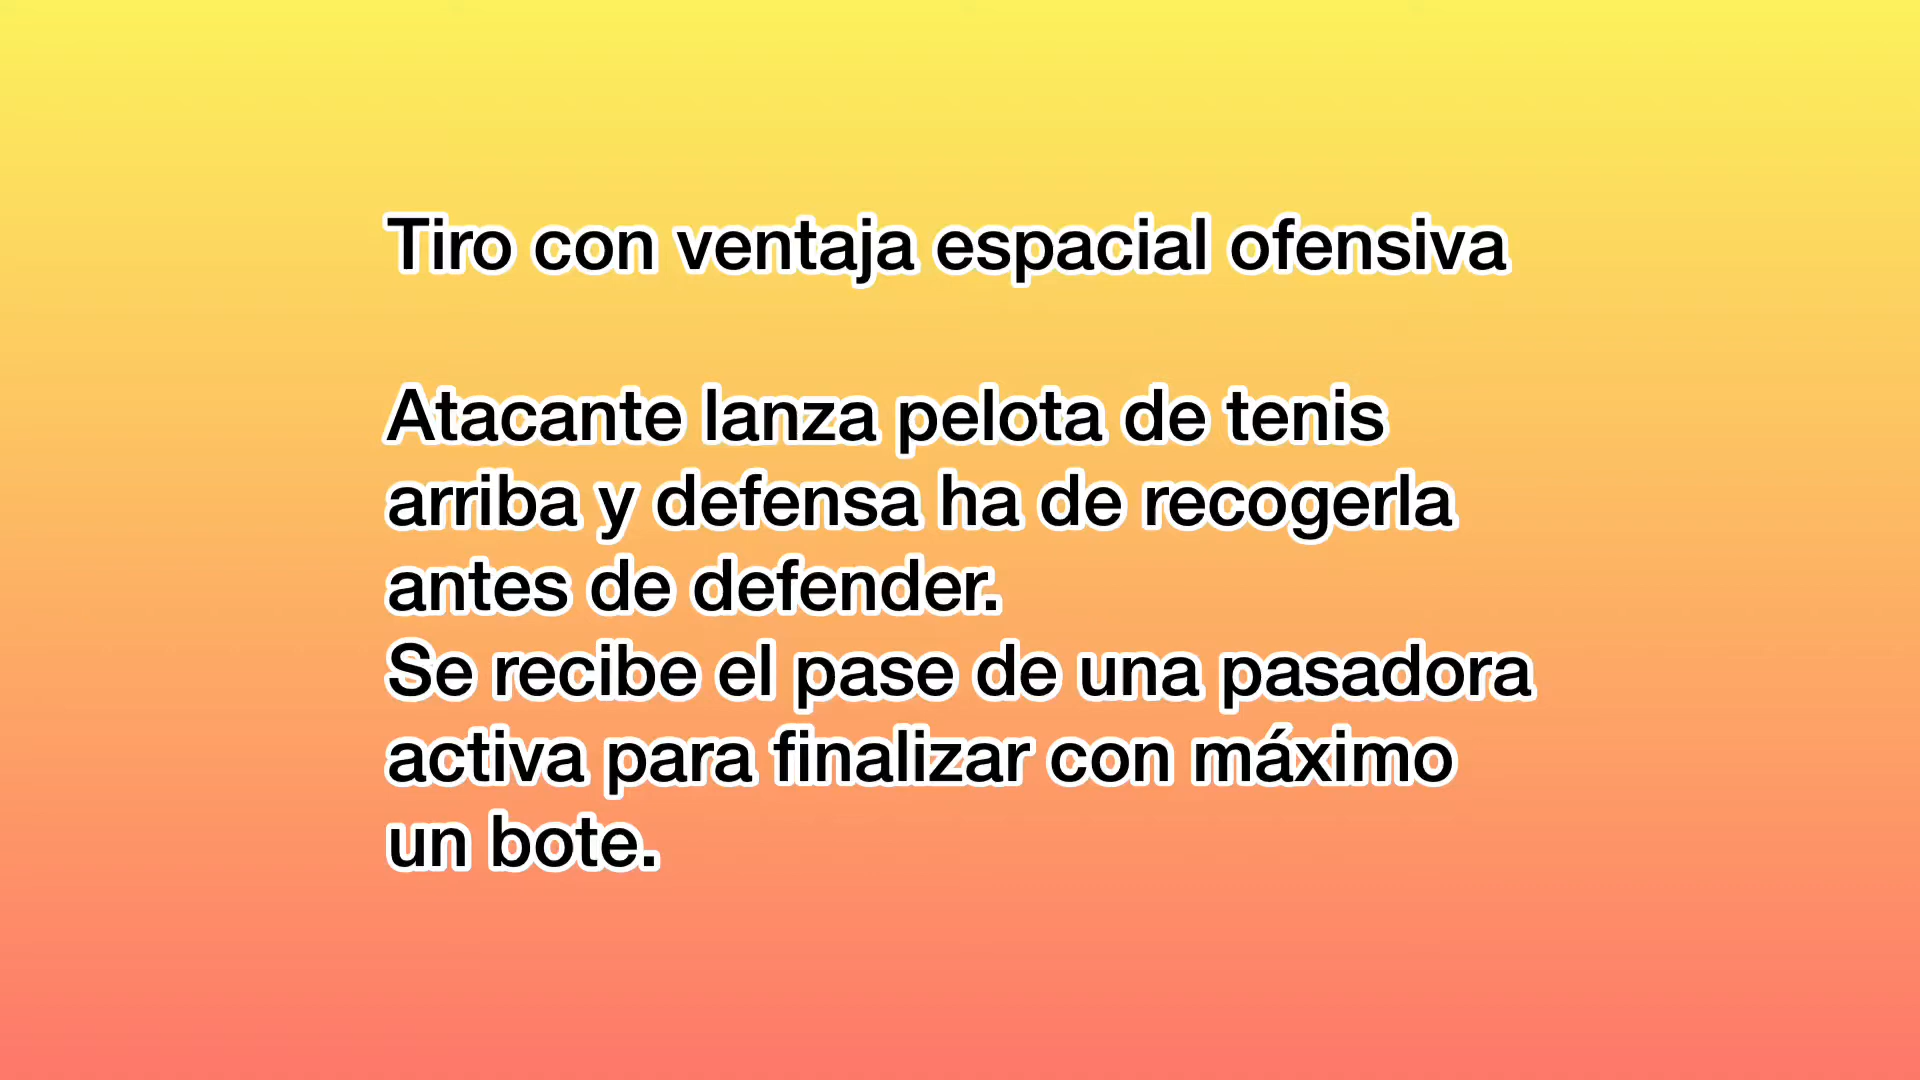 Tiro con ventaja espacial ofensiva
Atacante lanza pelota de tenis
arriba y defensa ha de recogerla
antes de defender.
Se recibe el pase de una pasadora
activa para finalizar con máximo
un bote.